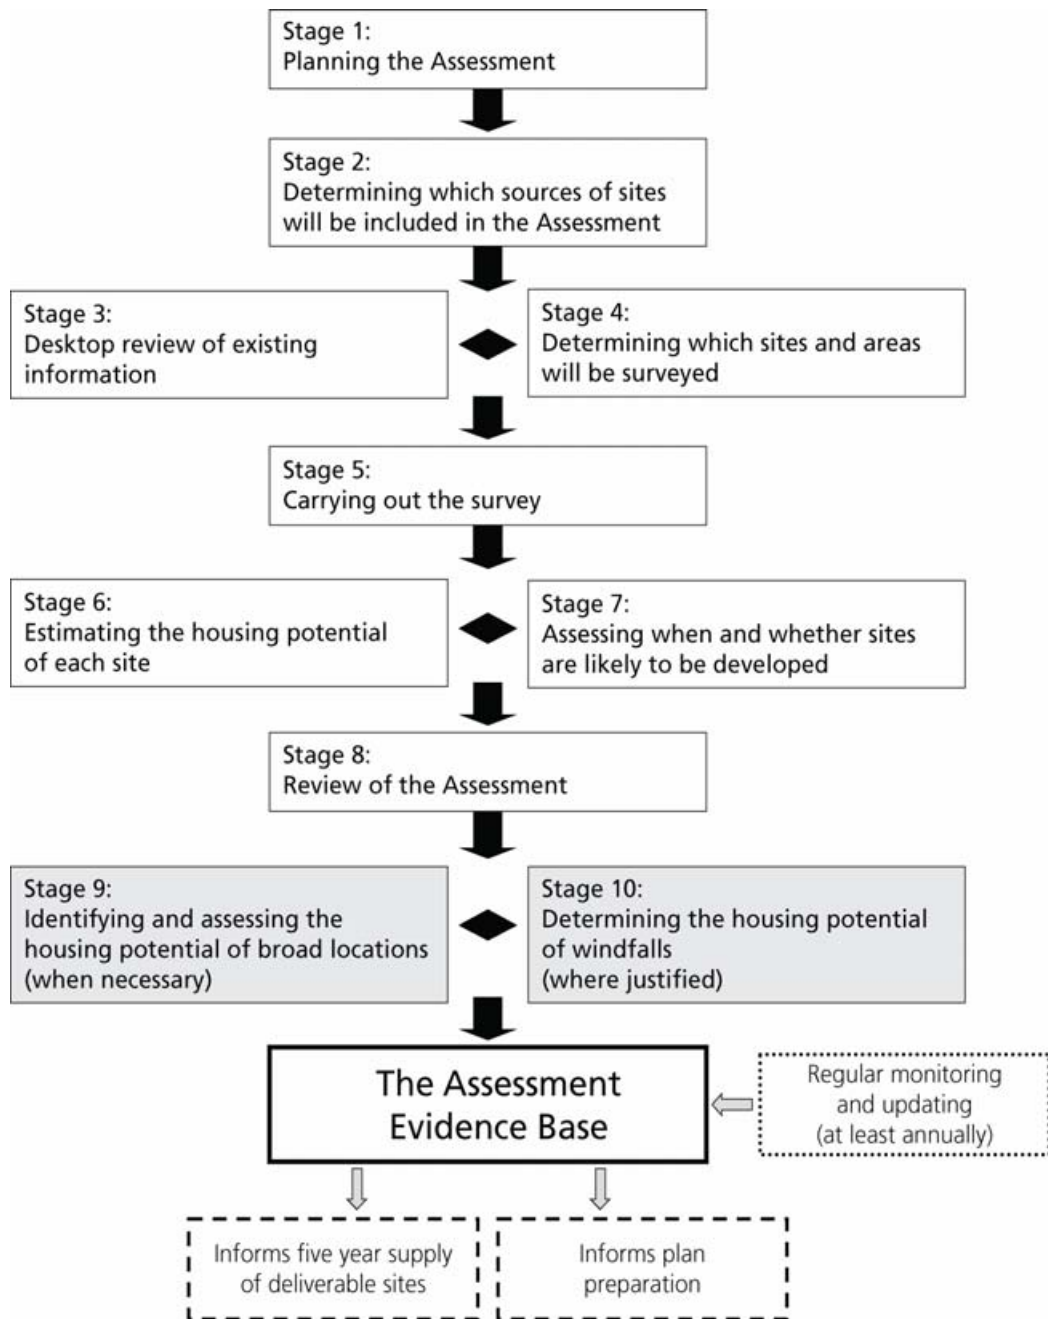 Stage 1:
Planning the Assessment
Stage 2:
Determining which sources of sites
will be included in the Assessment
Stage 3:
Desktop review of existing
information
Stage 4:
Determining which sites and areas
will be surveyed
Stage 5:
Carrying out the survey
Stage 6:
Estimating the housing potential
of each site
Stage 7:
Assessing when and whether sites
are likely to be developed
Stage 8:
Review of the Assessment
Stage 9:
Identifying and assessing the
housing potential of broad locations
(when necessary)
Stage 10:
Determining the housing potential
of windfalls
(where justified)
The Assessment
Evidence Base
Regular monitoring
and updating
(at least annually)
Informs five year supply
of deliverable sites
Informs plan
preparation